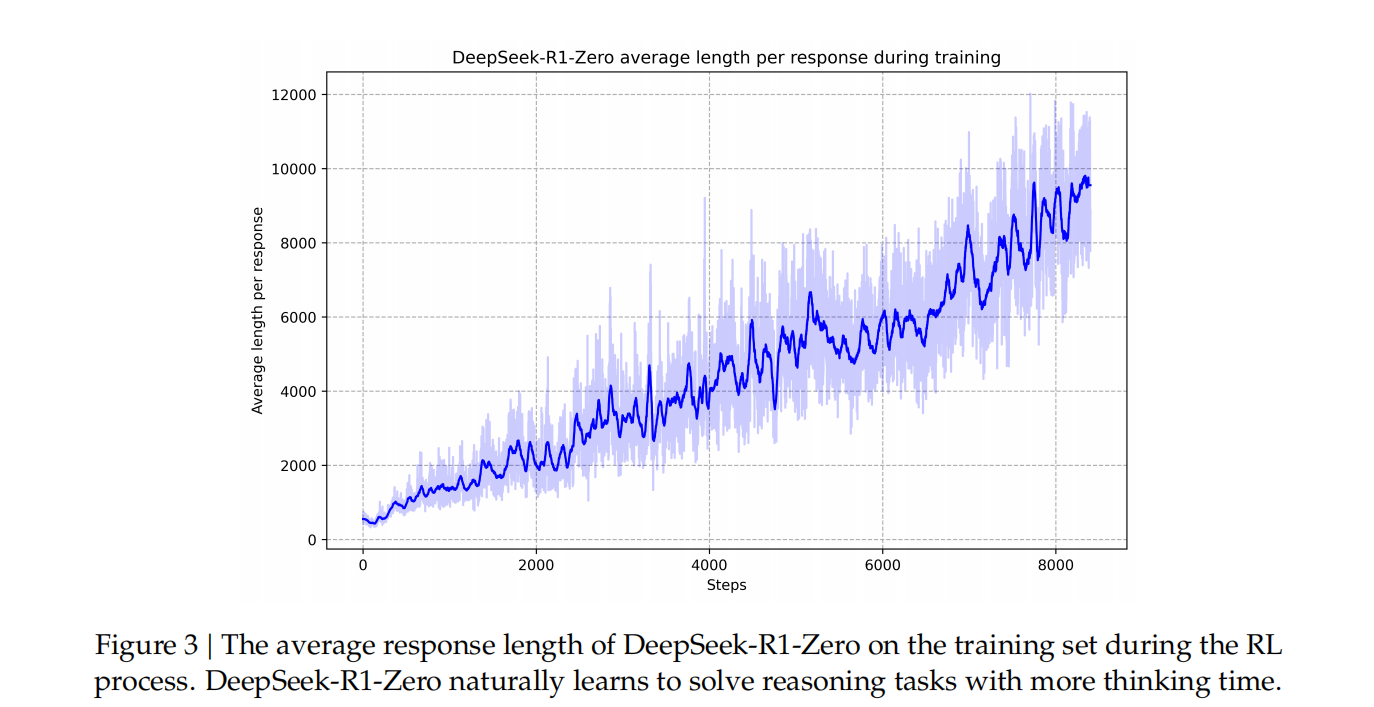 DeepSeek-R1-Zero average length per response during training
12000
10000
8000
6000
4000
2000
0
Average length per response
0 2000 4000 6000 8000
Steps
Figure 3 | The average response length of DeepSeek-R1-Zero on the training set during the RL
process. DeepSeek-R1-Zero naturally learns to solve reasoning tasks with more thinking time.